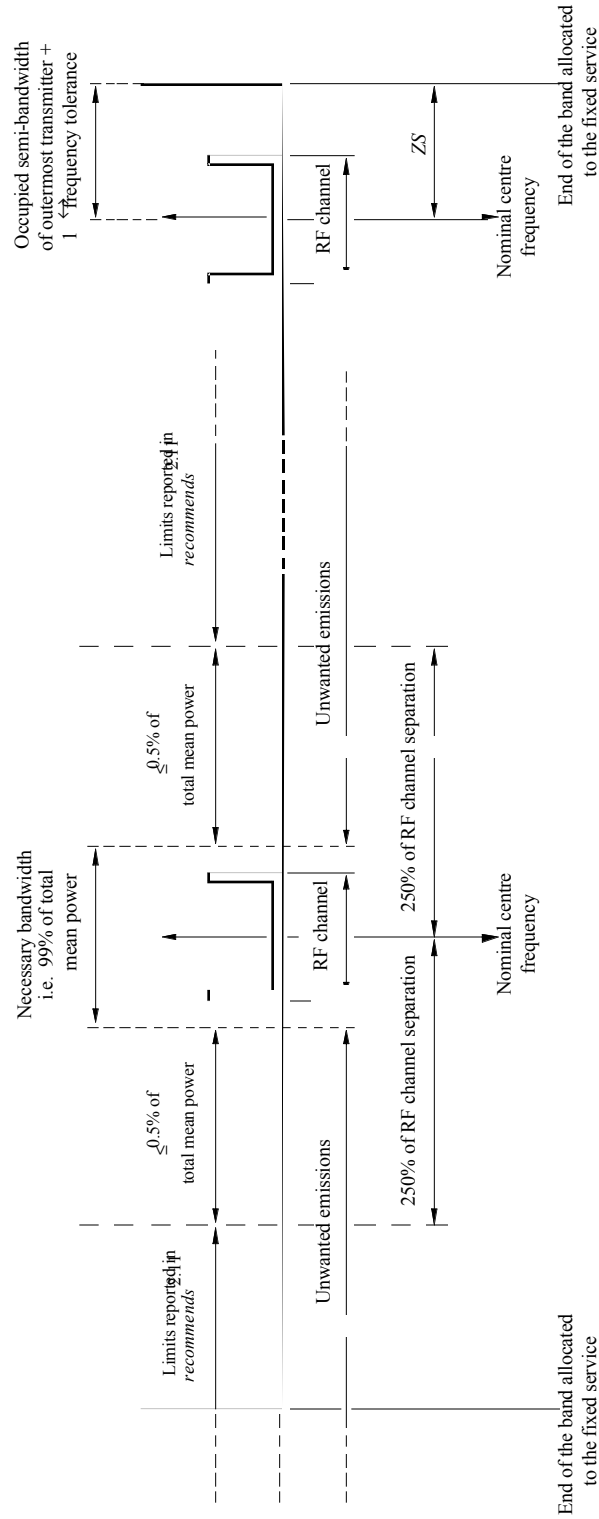 Occupied semi-bandwidth
of outermost transmitter +
1 ↔ frequency tolerance
Necessary bandwidth
i.e. 99% of total
mean power
Limits reported in
recommends 2.11
≤ 0.5% of
total mean power
≤ 0.5% of
total mean power
Limits reported in
recommends 2.11
Unwanted emissions
RF channel
Unwanted emissions
RF channel
250% of RF channel separation
250% of RF channel separation
ZS
Nominal centre
frequency
Nominal centre
frequency
End of the band allocated
to the fixed service
End of the band allocated
to the fixed service